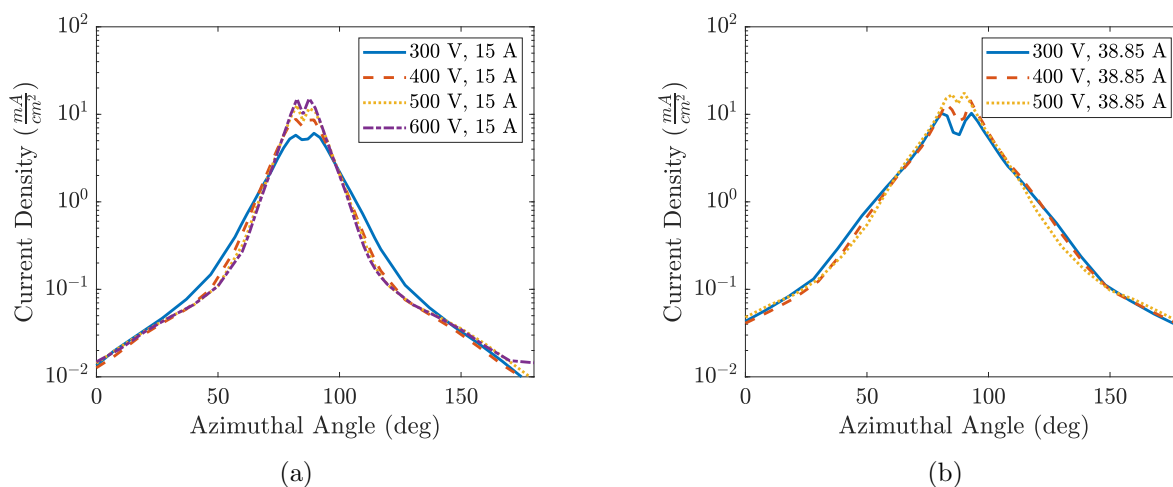 Current Density (mA/cm²)
10²
10¹
10⁰
10⁻¹
10⁻²
300 V, 15 A
400 V, 15 A
500 V, 15 A
600 V, 15 A
0
50
100
150
Azimuthal Angle (deg)
(a)
Current Density (mA/cm²)
10²
10¹
10⁰
10⁻¹
10⁻²
300 V, 38.85 A
400 V, 38.85 A
500 V, 38.85 A
0
50
100
150
Azimuthal Angle (deg)
(b)